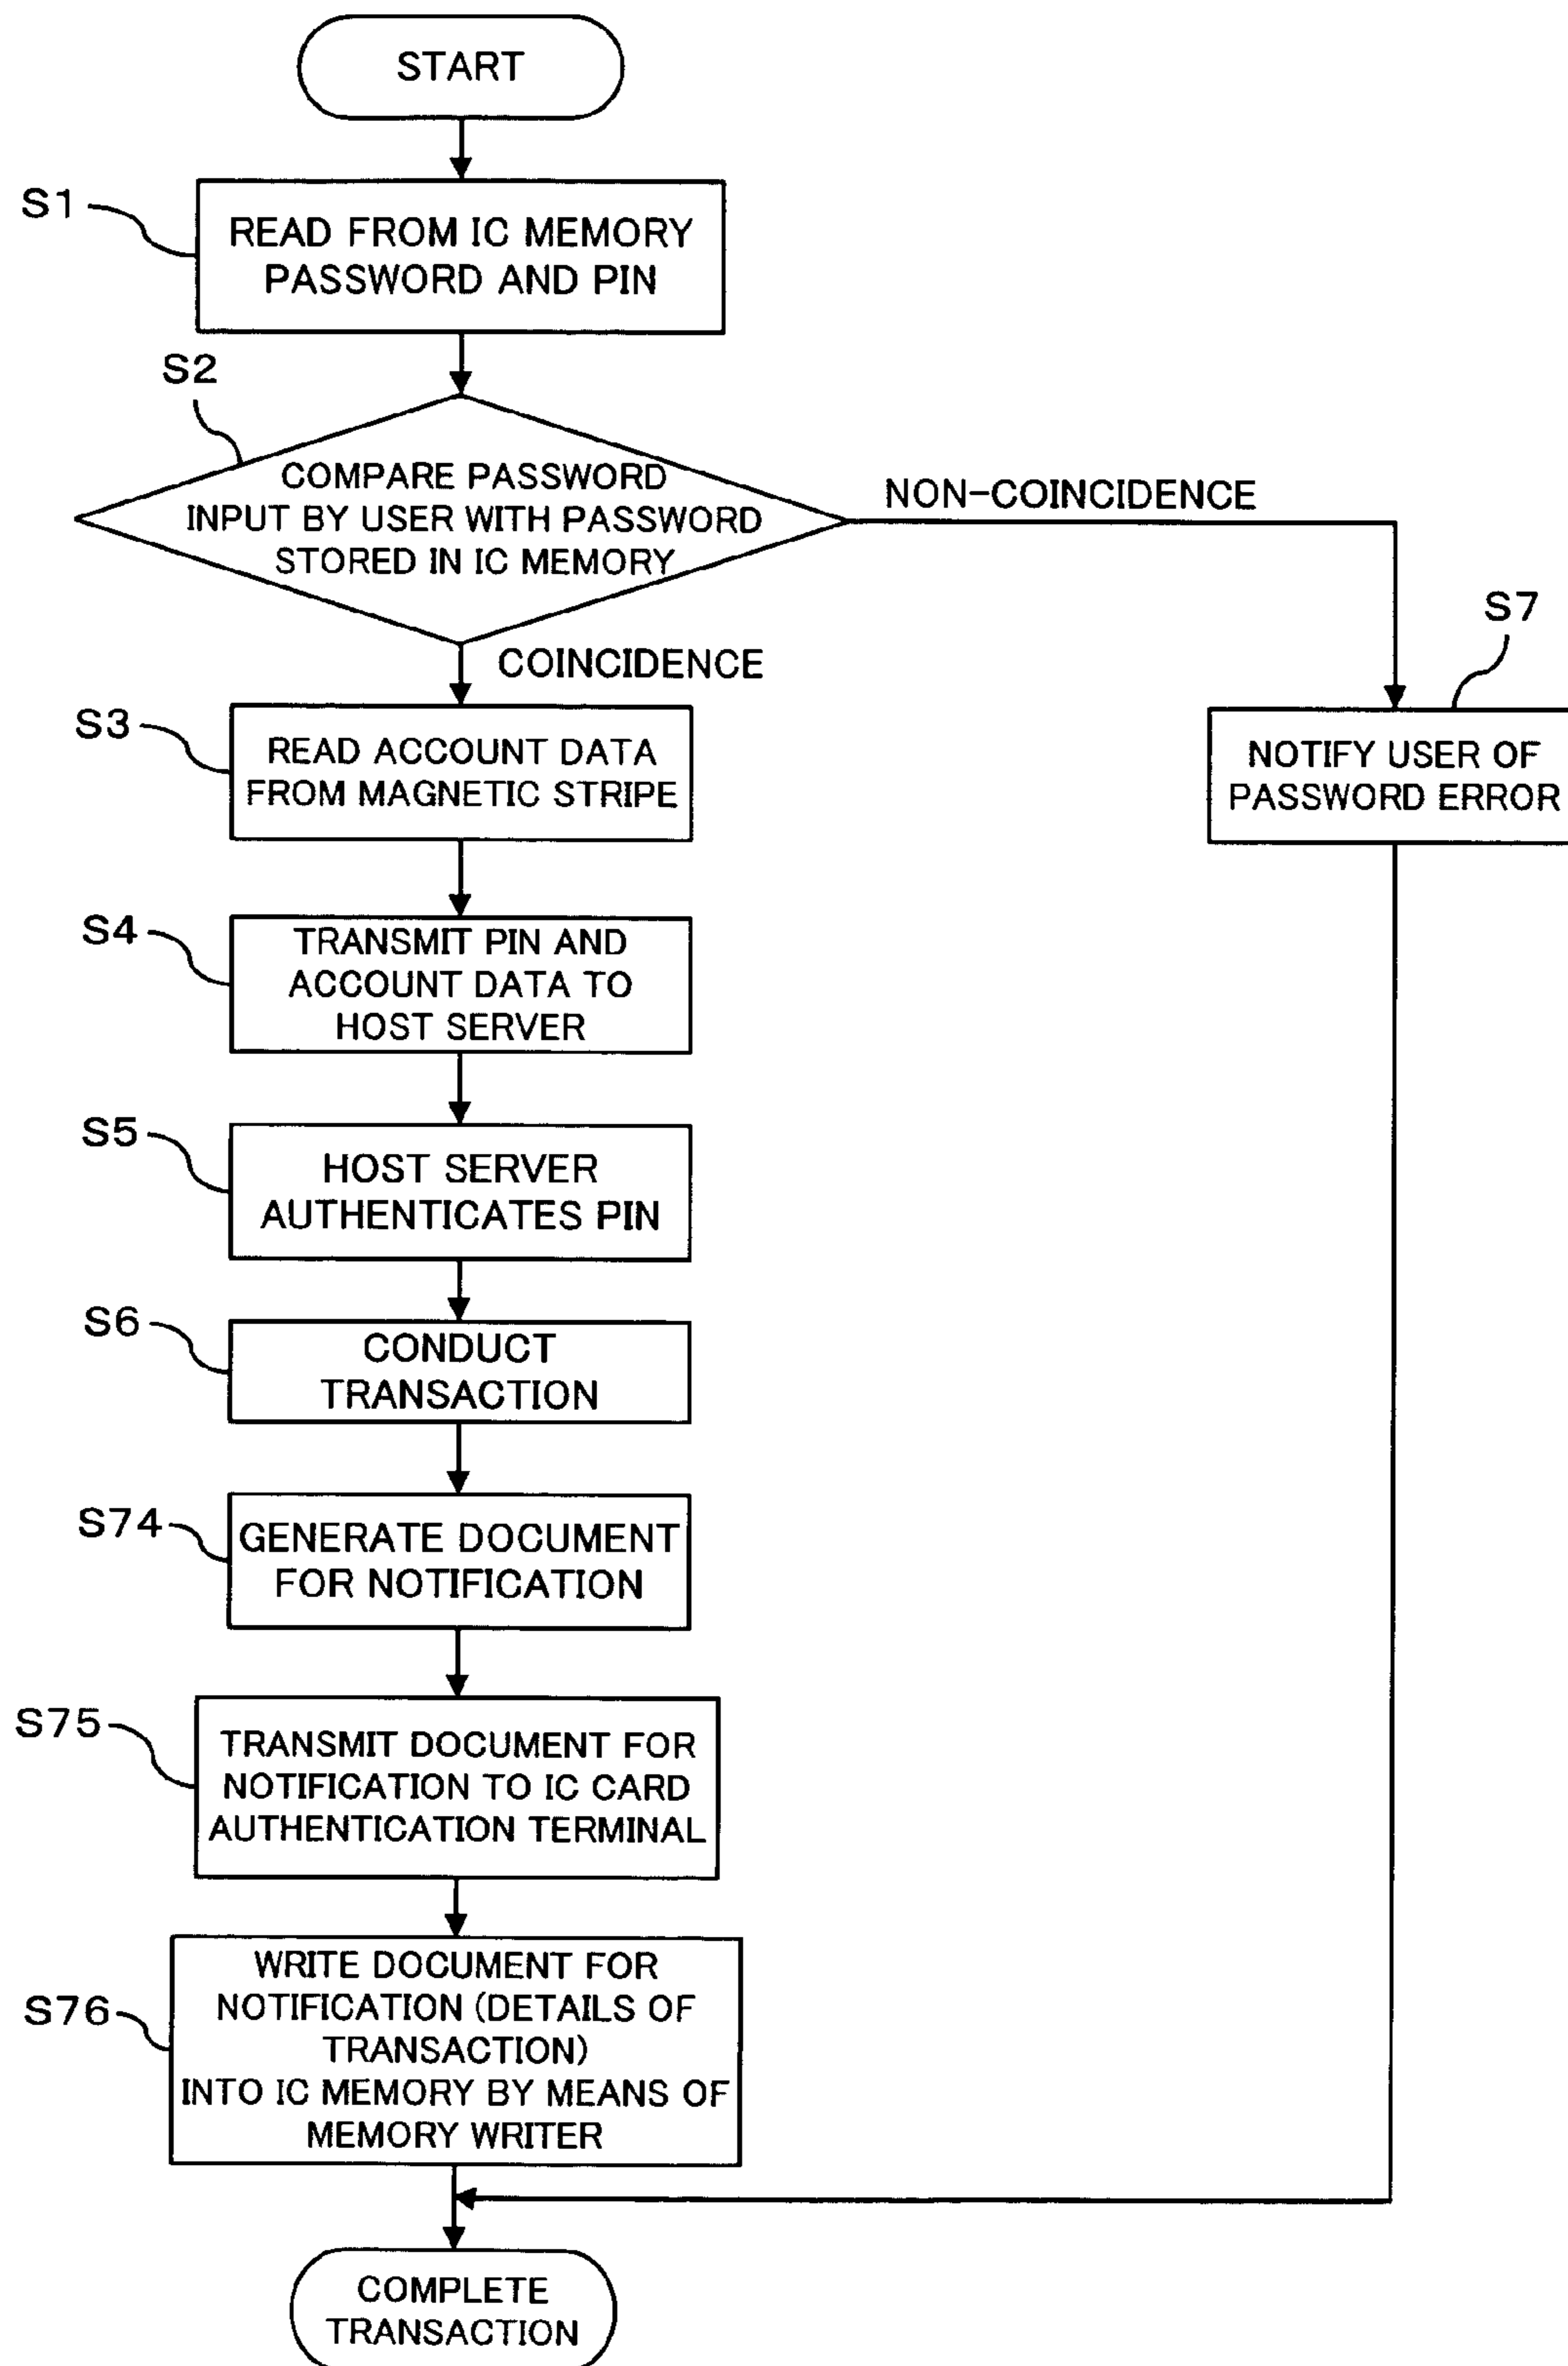 START
S1
READ FROM IC MEMORY
PASSWORD AND PIN
S2
COMPARE PASSWORD
INPUT BY USER WITH PASSWORD
STORED IN IC MEMORY
NON-COINCIDENCE
COINCIDENCE
S7
NOTIFY USER OF
PASSWORD ERROR
S3
READ ACCOUNT DATA
FROM MAGNETIC STRIPE
S4
TRANSMIT PIN AND
ACCOUNT DATA TO
HOST SERVER
S5
HOST SERVER
AUTHENTICATES PIN
S6
CONDUCT
TRANSACTION
S74
GENERATE DOCUMENT
FOR NOTIFICATION
S75
TRANSMIT DOCUMENT FOR
NOTIFICATION TO IC CARD
AUTHENTICATION TERMINAL
S76
WRITE DOCUMENT FOR
NOTIFICATION (DETAILS OF
TRANSACTION)
INTO IC MEMORY BY MEANS OF
MEMORY WRITER
COMPLETE
TRANSACTION